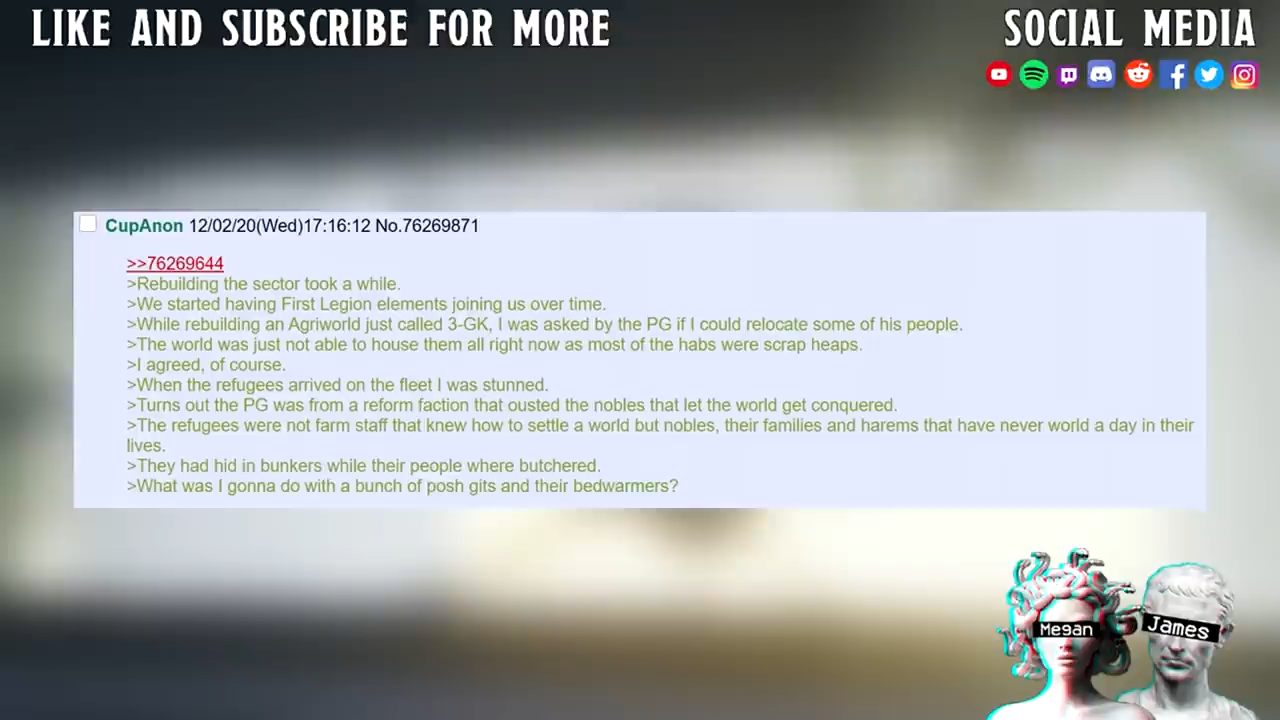 LIKE AND SUBSCRIBE FOR MORE
SOCIAL MEDIA
CupAnon 12/02/20(Wed)17:16:12 No.76269871
>>76269644
>Rebuilding the sector took a while.
>We started having First Legion elements joining us over time.
>While rebuilding an Agriworld just called 3-GK, I was asked by the PG if I could relocate some of his people.
>The world was just not able to house them all right now as most of the habs were scrap heaps.
>I agreed, of course.
>When the refugees arrived on the fleet I was stunned.
>Turns out the PG was from a reform faction that ousted the nobles that let the world get conquered.
>The refugees were not farm staff that knew how to settle a world but nobles, their families and harems that have never world a day in their
lives.
>They had hid in bunkers while their people where butchered.
>What was I gonna do with a bunch of posh gits and their bedwarmers?
Megan
James